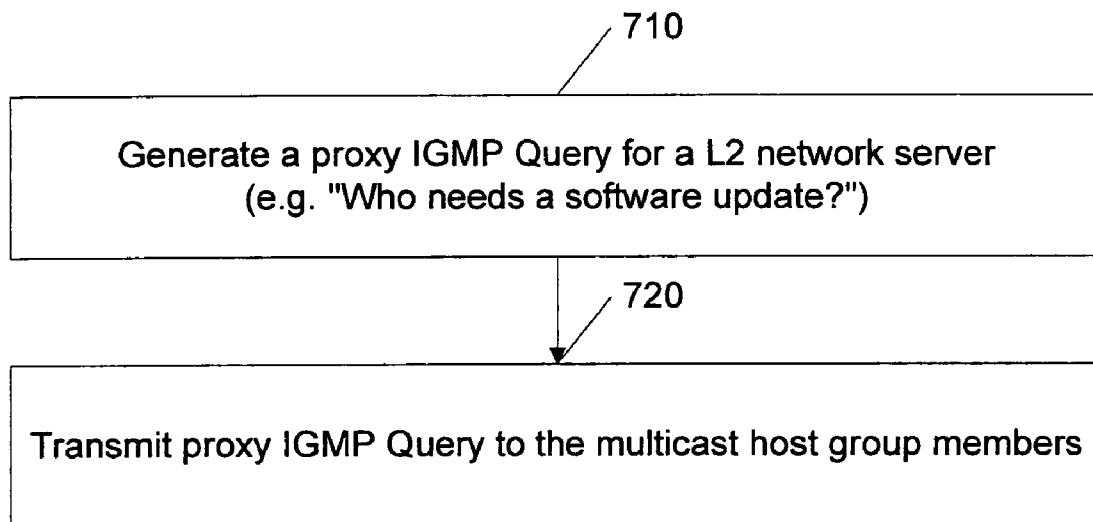 710
Generate a proxy IGMP Query for a L2 network server
(e.g. "Who needs a software update?")
720
Transmit proxy IGMP Query to the multicast host group members